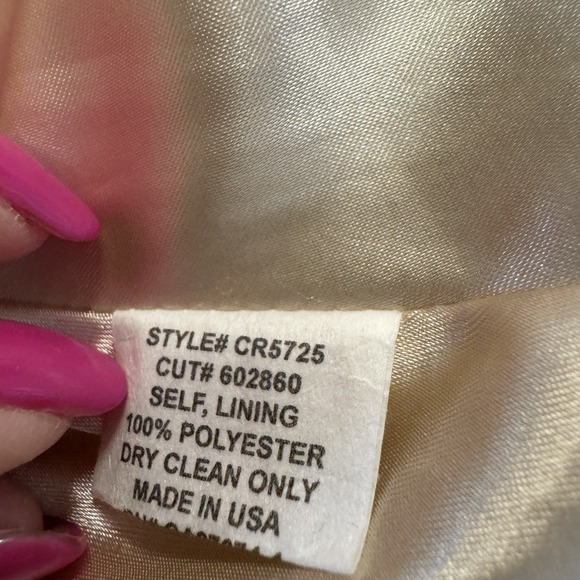 STYLE# CR5725
CUT# 602860
SELF, LINING
100% POLYESTER
DRY CLEAN ONLY
MADE IN USA